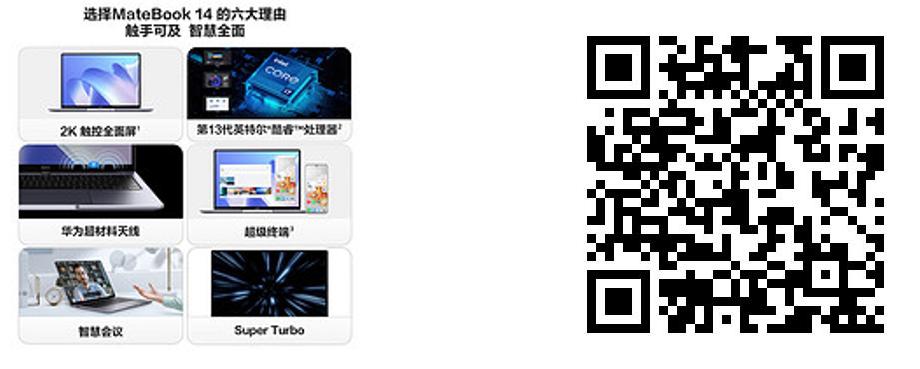 选择MateBook 14 的六大理由
触手可及 智慧全面
intel
CORE
i7
2K 触控全面屏¹
第13代英特尔®酷睿™处理器²
华为超材料天线
超级终端³
智慧会议
Super Turbo